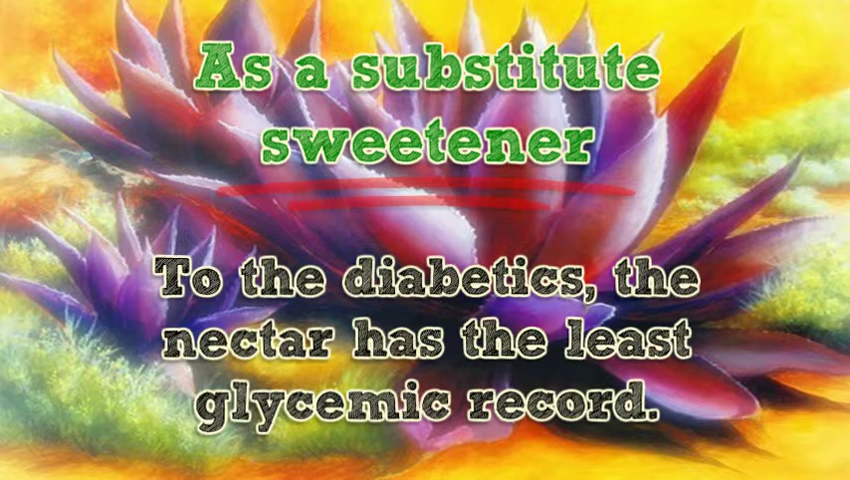 As a substitute
sweetener
To the diabetics, the
nectar has the least
glycemic record.